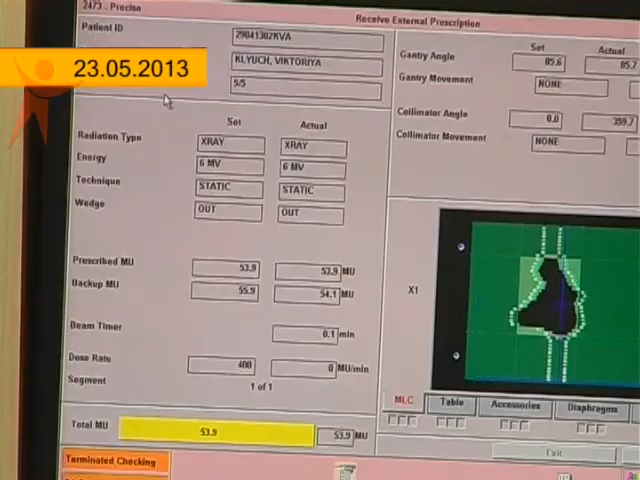 2473 - Precise
Receive External Prescription
Patient ID
29041302KVA
KLYUCH, VIKTORIYA
5/5
23.05.2013
Set Actual
Gantry Angle 85.6 85.7
Gantry Movement NONE
Collimator Angle 0.0 359.7
Collimator Movement NONE
Set Actual
Radiation Type XRAY XRAY
Energy 6 MV 6 MV
Technique STATIC STATIC
Wedge OUT OUT
Prescribed MU 53.9 53.9 MU
Backup MU 55.9 54.1 MU
Beam Timer 0.1 min
Dose Rate 400 0 MU/min
Segment 1 of 1
X1
MLC Table Accessories Diaphragms
Total MU 53.9 53.9 MU
Exit
Terminated Checking